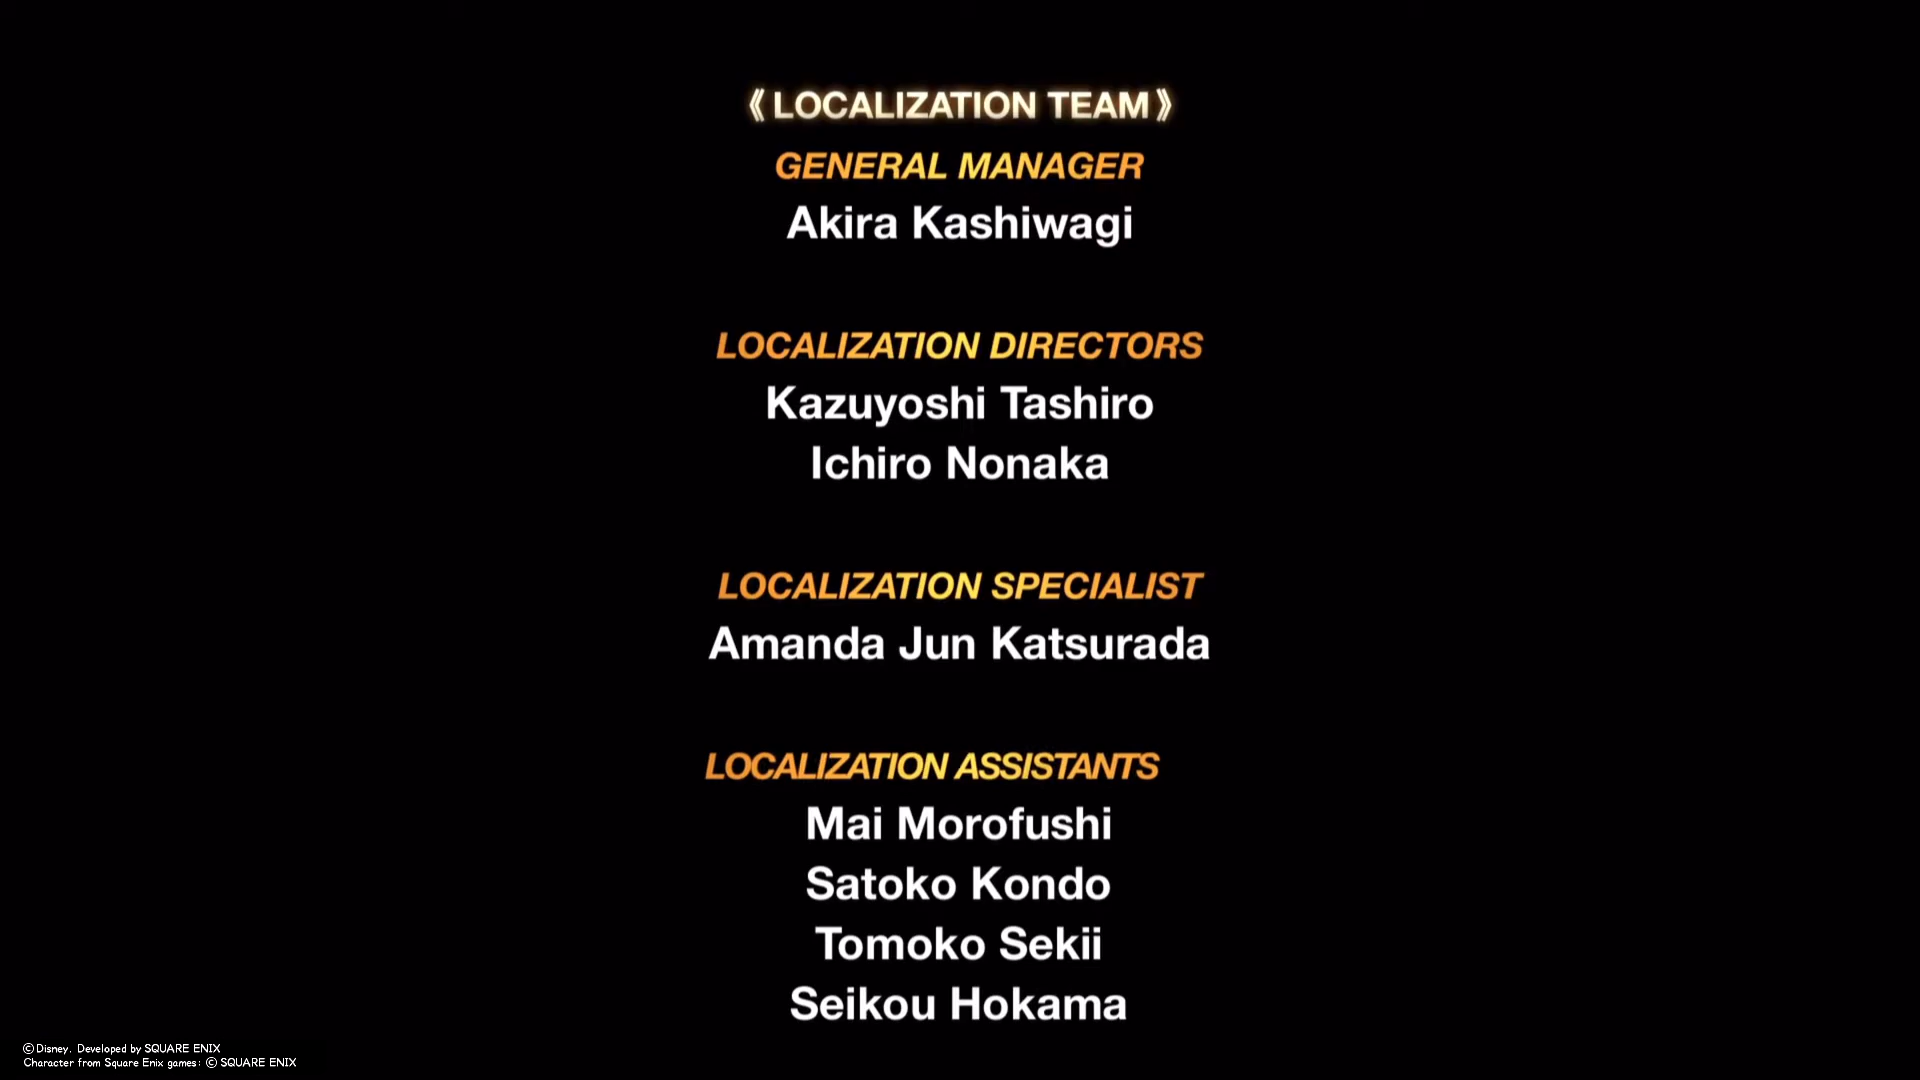 《LOCALIZATION TEAM》
GENERAL MANAGER
Akira Kashiwagi
LOCALIZATION DIRECTORS
Kazuyoshi Tashiro
Ichiro Nonaka
LOCALIZATION SPECIALIST
Amanda Jun Katsurada
LOCALIZATION ASSISTANTS
Mai Morofushi
Satoko Kondo
Tomoko Sekii
Seikou Hokama
©Disney. Developed by SQUARE ENIX
Character from Square Enix games: © SQUARE ENIX